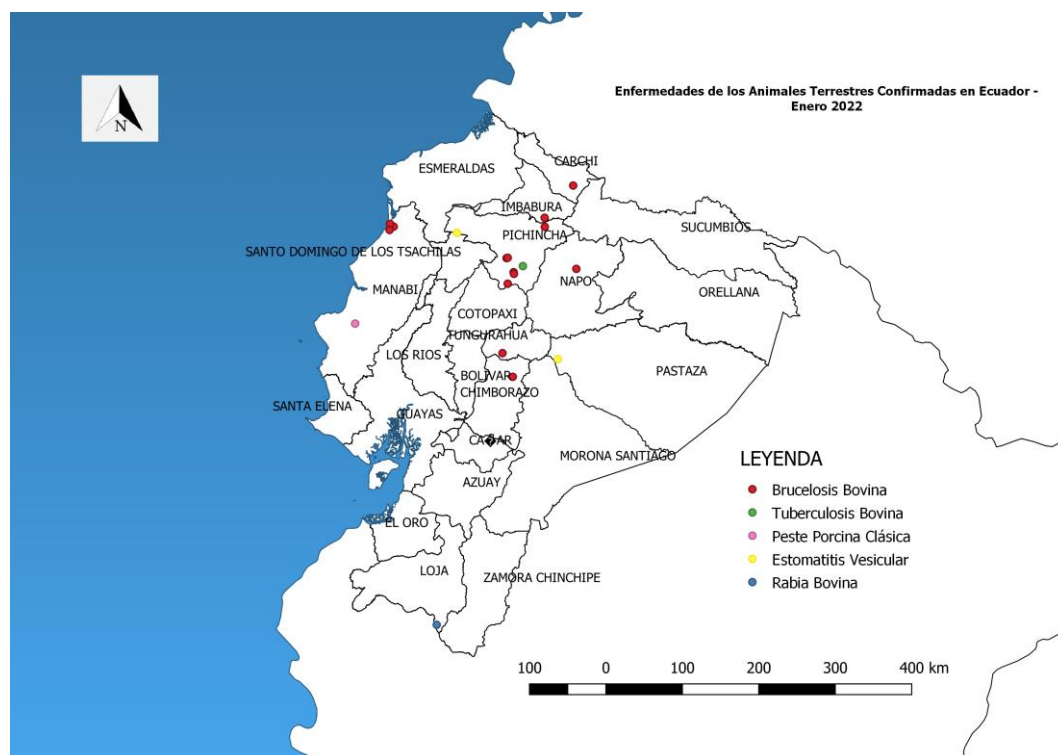 Enfermedades de los Animales Terrestres Confirmadas en Ecuador -
Enero 2022
N
CARCHI
ESMERALDAS
IMBABURA
SUCUMBIOS
PICHINCHA
SANTO DOMINGO DE LOS TSACHILAS
NAPO
MANABI
ORELLANA
COTOPAXI
TUNGURAHUA
LOS RIOS
PASTAZA
BOLIVAR
CHIMBORAZO
SANTA ELENA
GUAYAS
CA�AR
MORONA SANTIAGO
AZUAY
EL ORO
LOJA
ZAMORA CHINCHIPE
LEYENDA
Brucelosis Bovina
Tuberculosis Bovina
Peste Porcina Clásica
Estomatitis Vesicular
Rabia Bovina
100 0 100 200 300 400 km